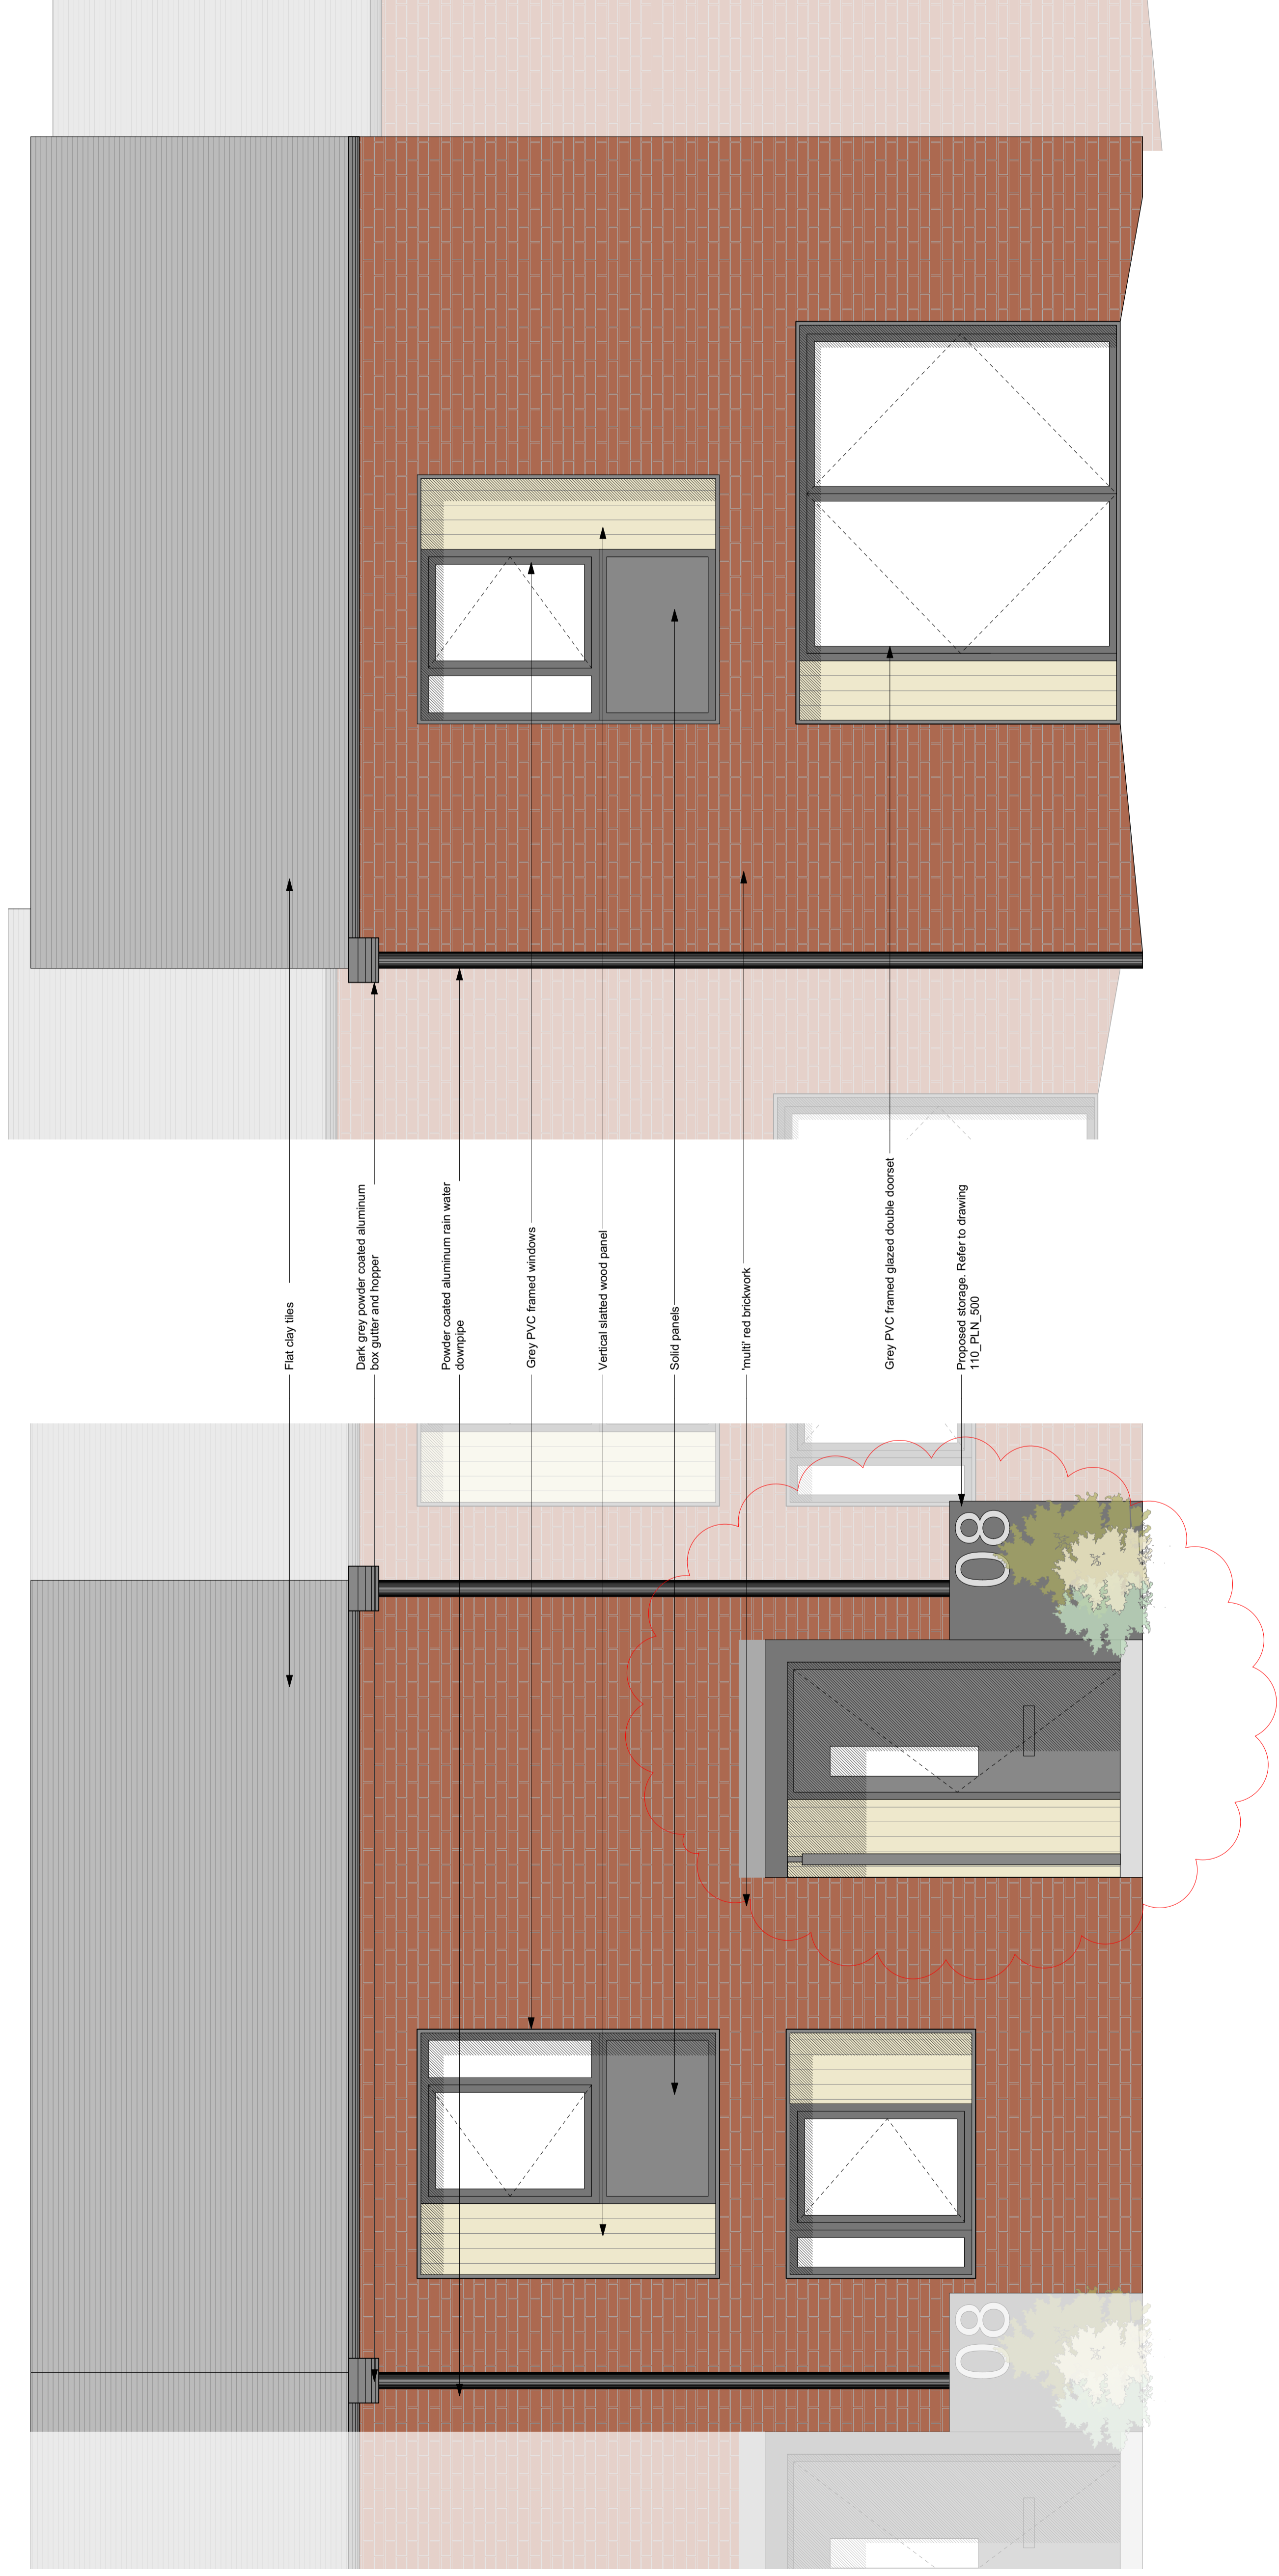 Flat clay tiles
Dark grey powder coated aluminum
box gutter and hopper
Powder coated aluminum rain water
downpipe
Grey PVC framed windows
Vertical slatted wood panel
Solid panels
'multi' red brickwork
Grey PVC framed glazed double doorset
Proposed storage. Refer to drawing
110_PLN_500
08
08